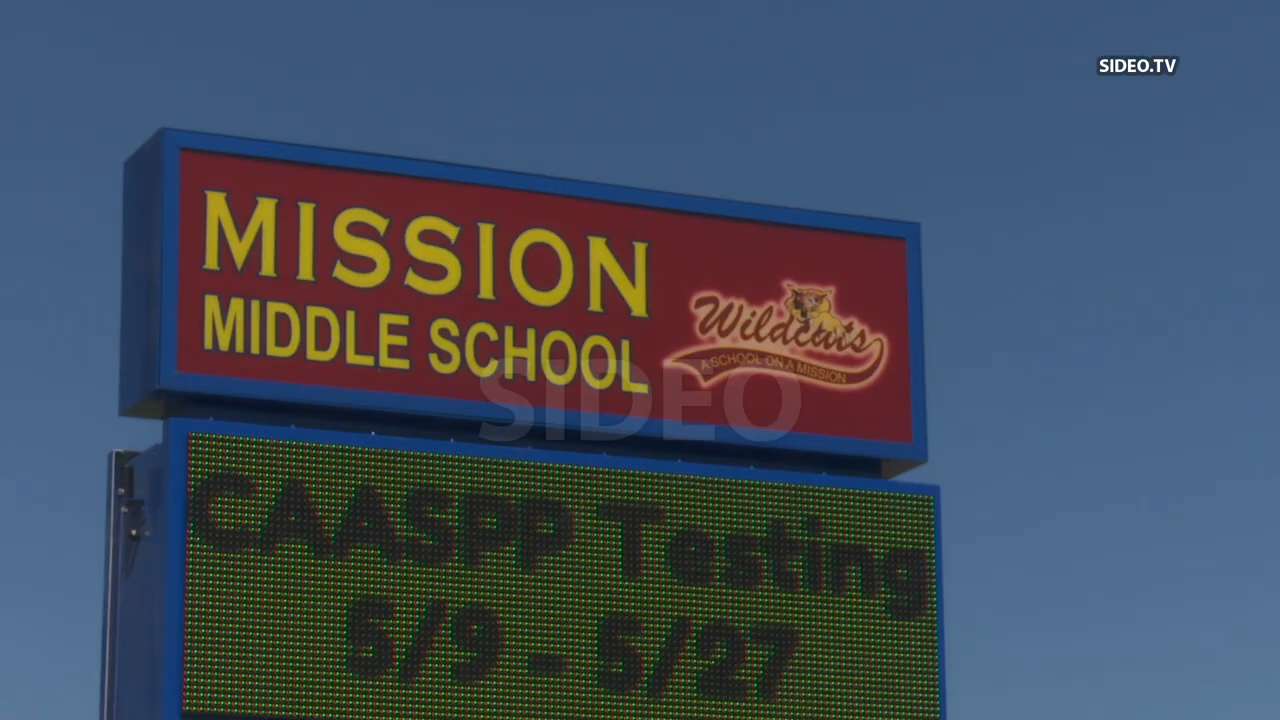 SIDEO.TV
MISSION
MIDDLE SCHOOL
Wildcats
A SCHOOL ON A MISSION
SIDEO
CAASPP Testing
5/9 - 5/27